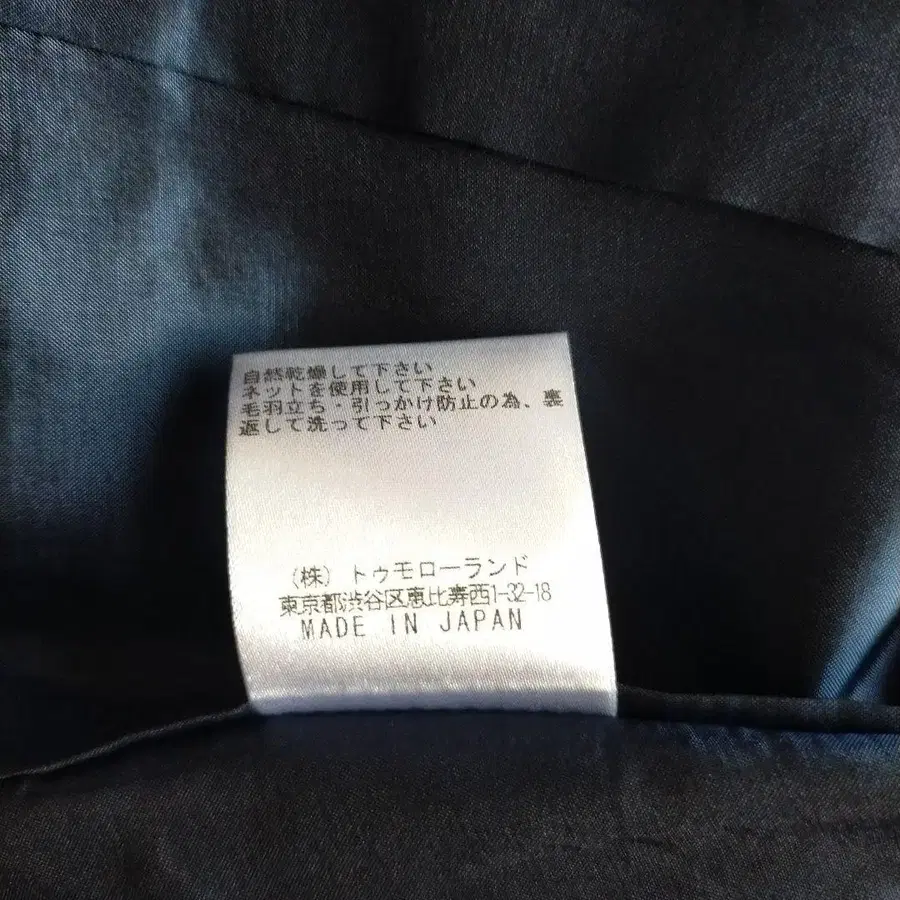 自然乾燥して下さい
ネットを使用して下さい
毛羽立ち・引っかけ防止の為、裏
返して洗って下さい
(株) トゥモローランド
東京都渋谷区恵比寿西1-32-18
MADE IN JAPAN